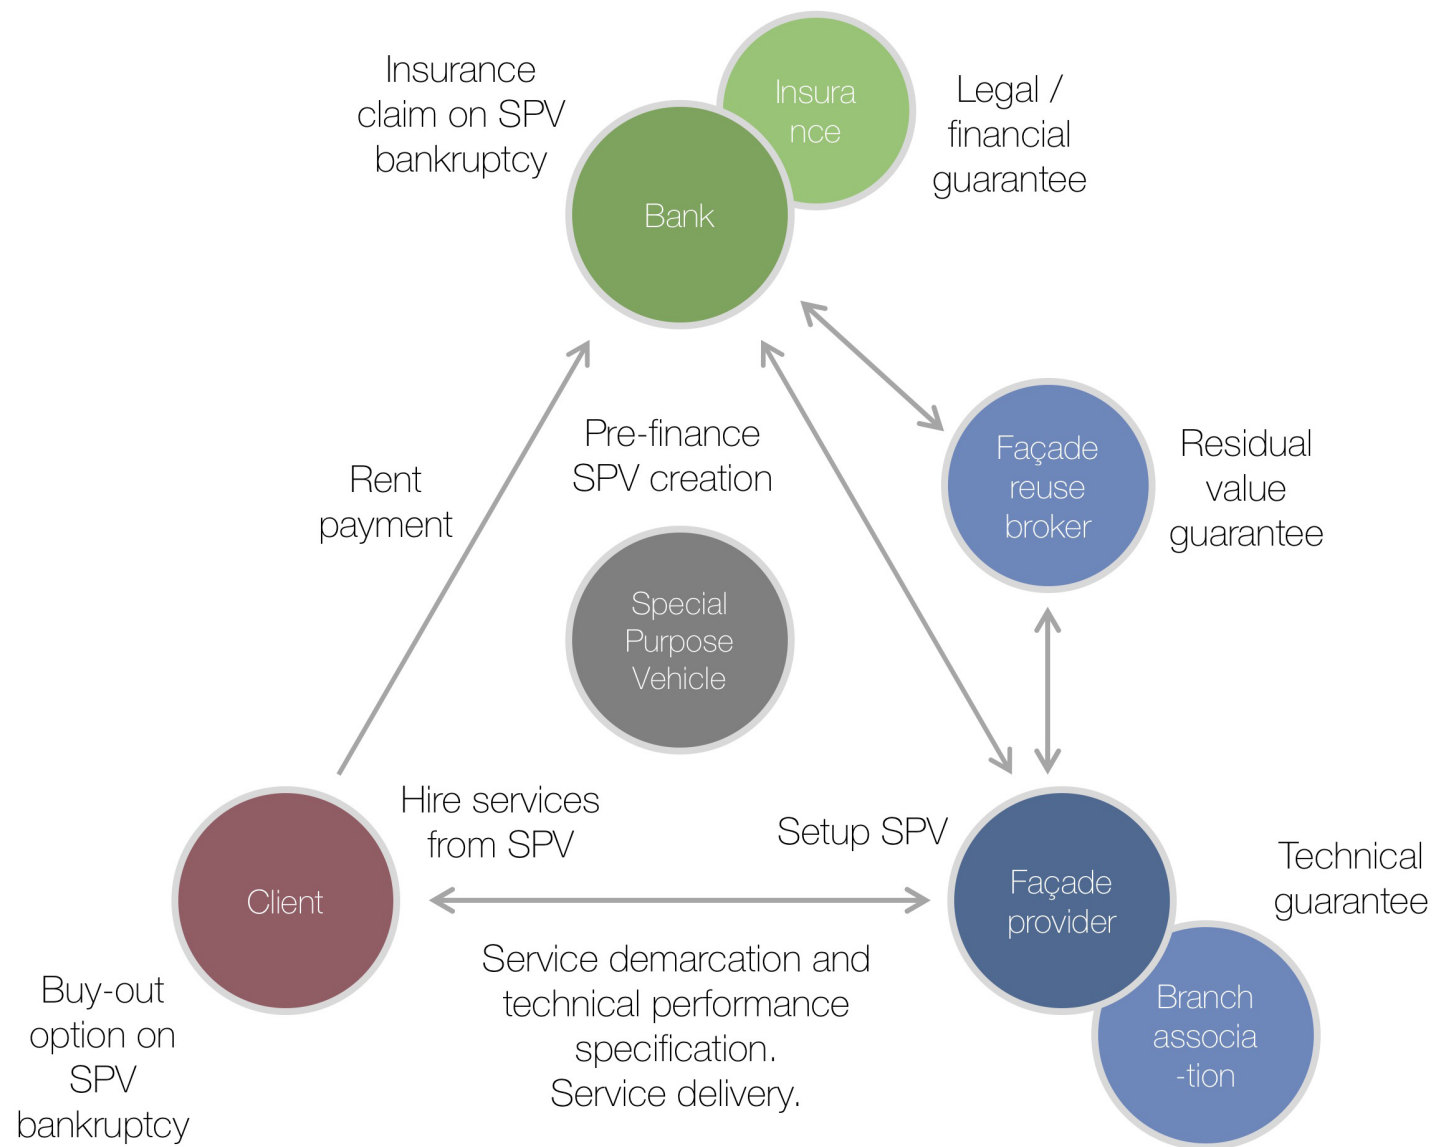 Insurance
claim on SPV
bankruptcy
Insura
nce
Legal /
financial
guarantee
Bank
Rent
payment
Pre-finance
SPV creation
Façade
reuse
broker
Residual
value
guarantee
Special
Purpose
Vehicle
Hire services
from SPV
Setup SPV
Client
Façade
provider
Technical
guarantee
Service demarcation and
technical performance
specification.
Service delivery.
Buy-out
option on
SPV
bankruptcy
Branch
associa
-tion